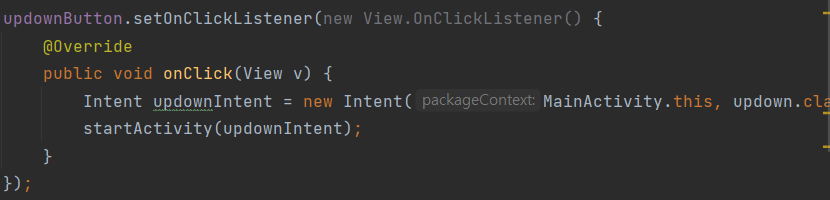 updownButton.setOnClickListener(new View.OnClickListener() {
@Override
public void onClick(View v) {
Intent updownIntent = new Intent( packageContext: MainActivity.this, updown.cla
startActivity(updownIntent);
}
});